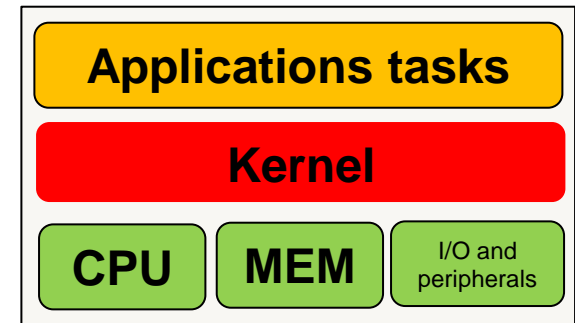 Applications tasks
Kernel
CPU
MEM
I/O and
peripherals